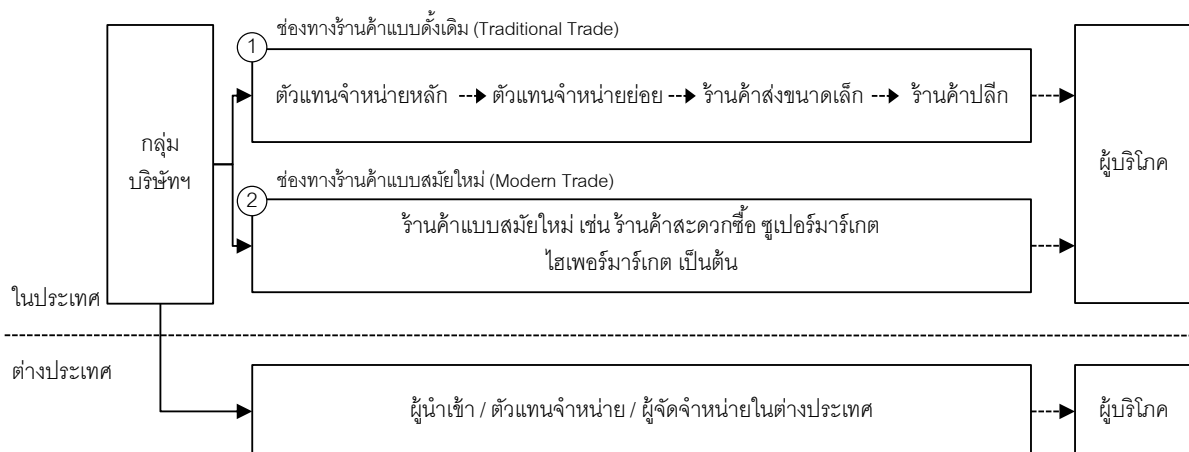 ช่องทางร้านค้าแบบดั้งเดิม (Traditional Trade)
1
ตัวแทนจำหน่ายหลัก ตัวแทนจำหน่ายย่อย ร้านค้าส่งขนาดเล็ก ร้านค้าปลีก
กลุ่ม
บริษัทฯ
ผู้บริโภค
ช่องทางร้านค้าแบบสมัยใหม่ (Modern Trade)
2
ร้านค้าแบบสมัยใหม่ เช่น ร้านค้าสะดวกซื้อ ซูเปอร์มาร์เกต
ไฮเพอร์มาร์เกต เป็นต้น
ในประเทศ
ต่างประเทศ
ผู้นำเข้า / ตัวแทนจำหน่าย / ผู้จัดจำหน่ายในต่างประเทศ
ผู้บริโภค